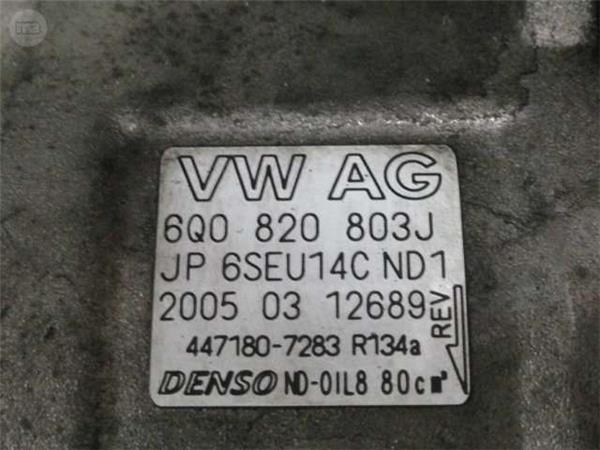 VW AG
6Q0 820 803J
JP 6SEU14C ND1
2005 03 12689
REV
447180-7283 R134a
DENSO ND-OIL8 80cm³